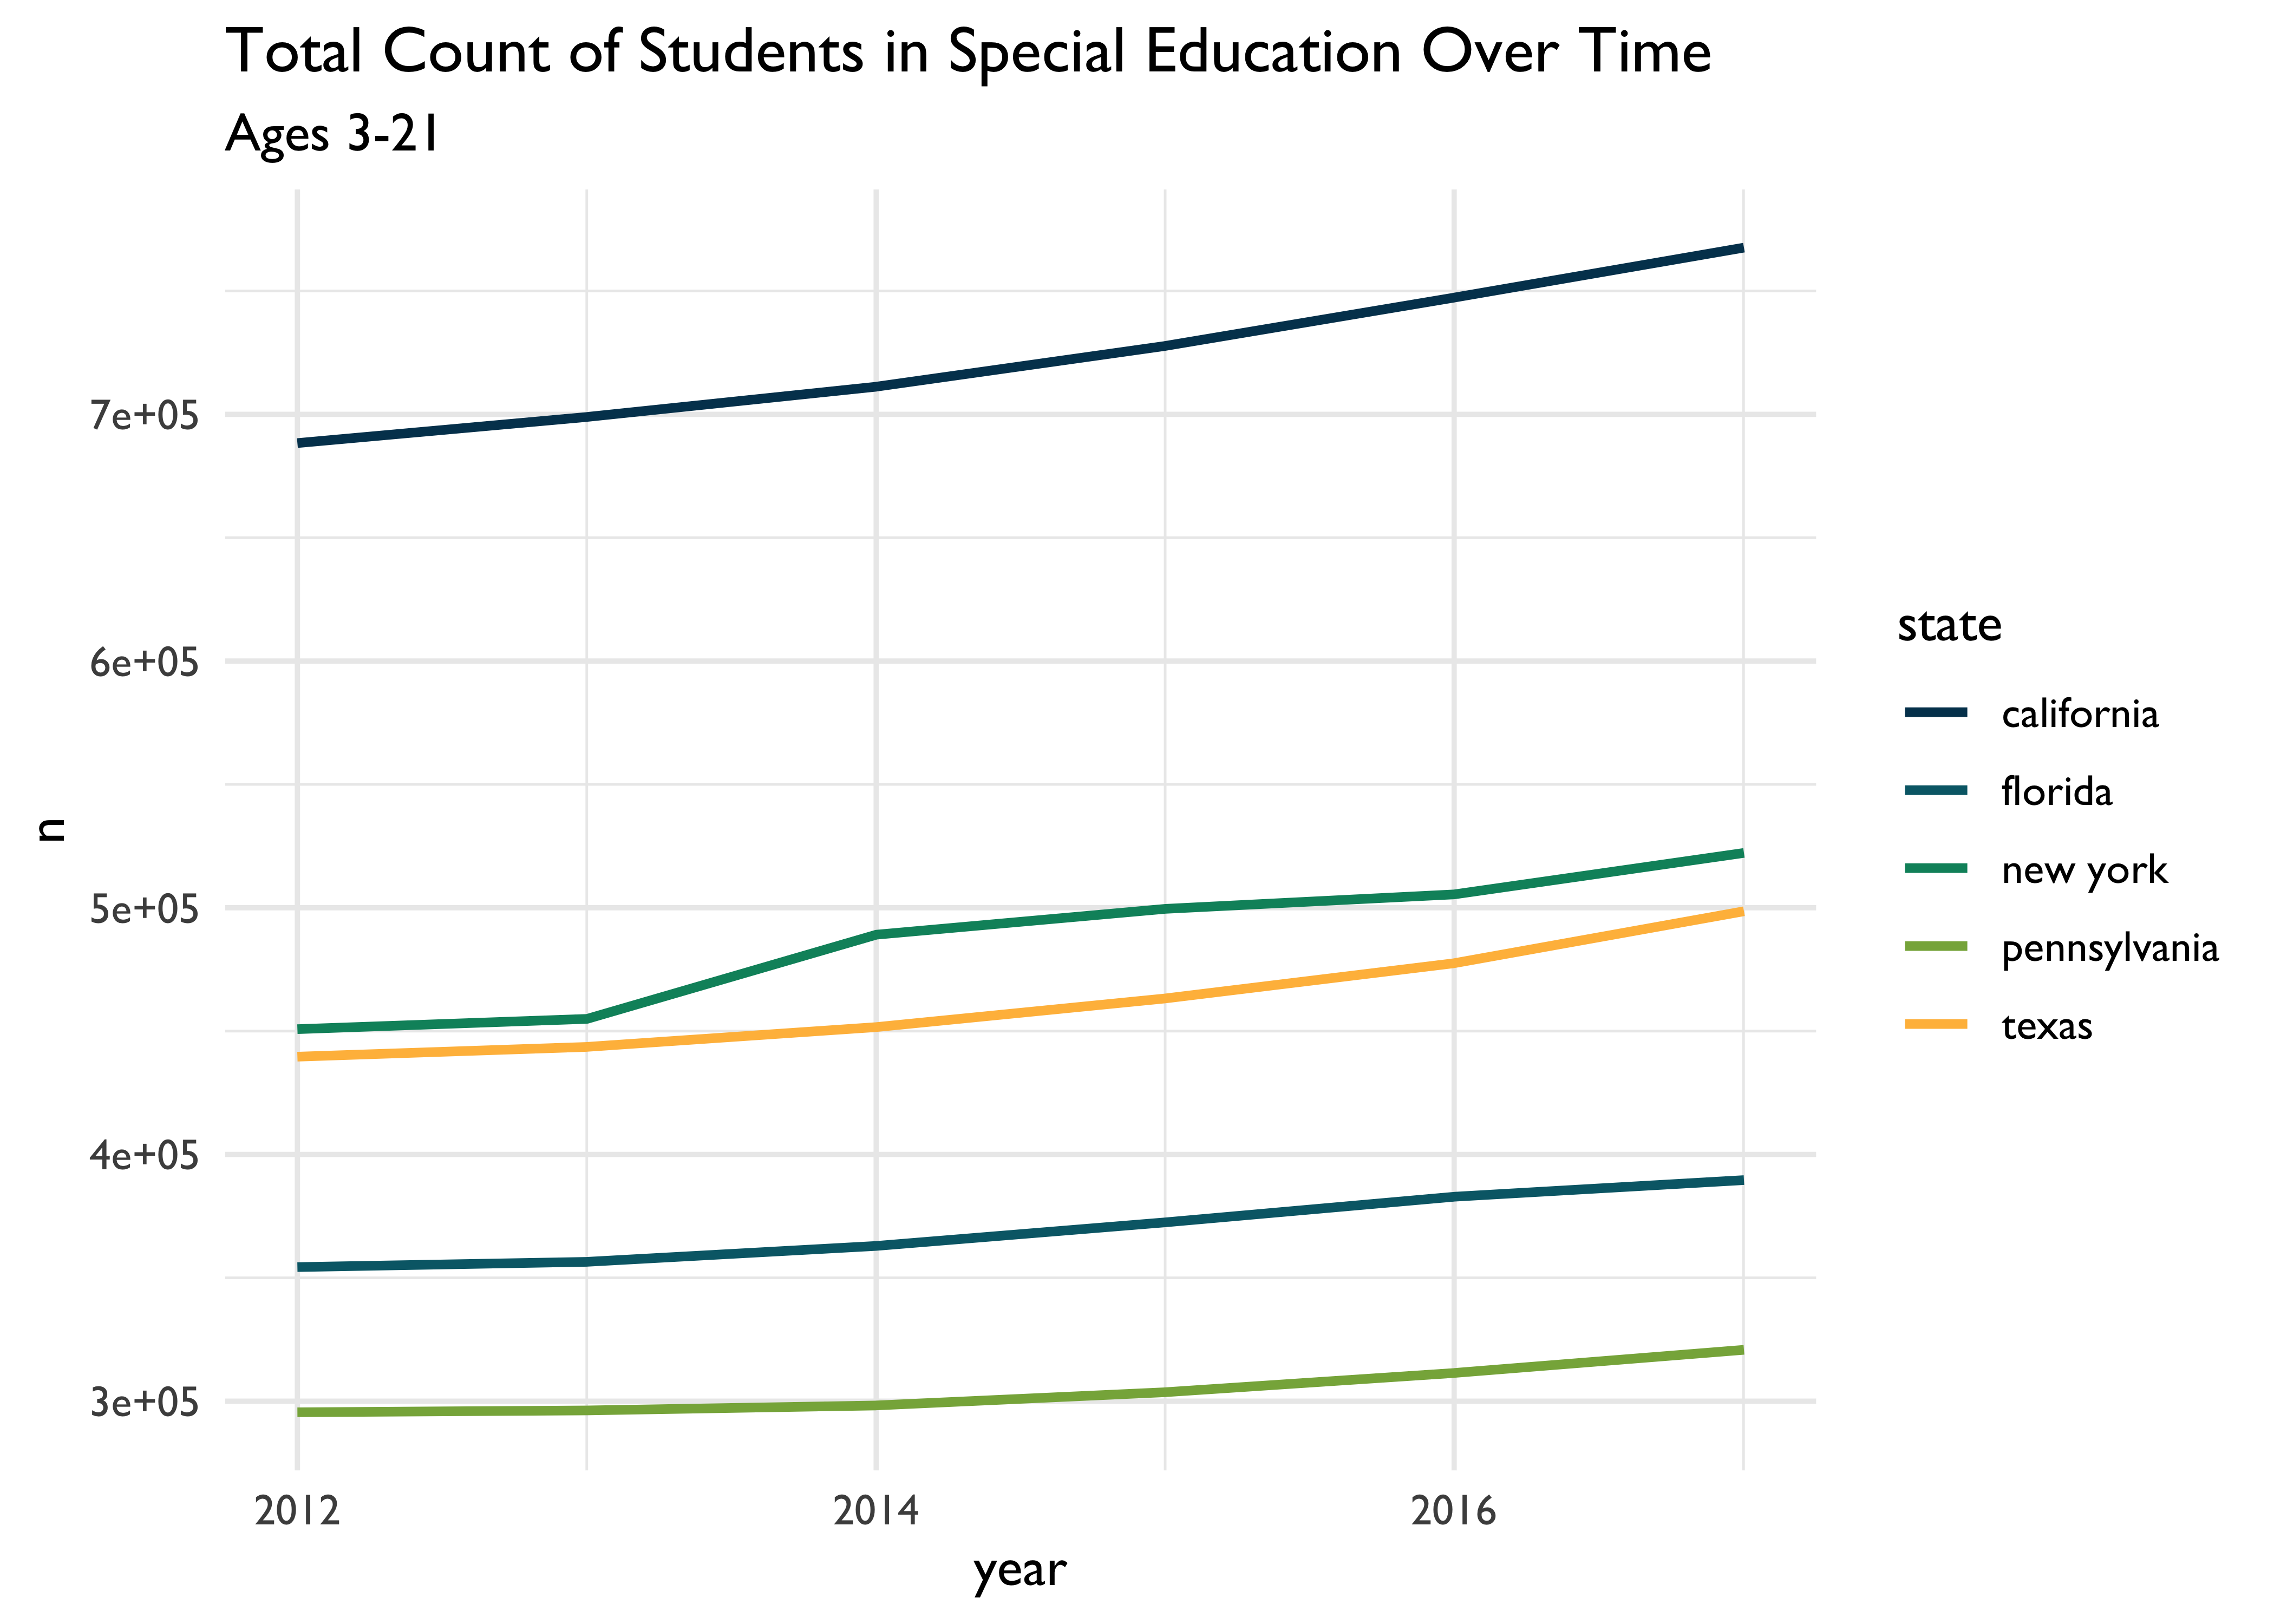 Total Count of Students in Special Education Over Time
Ages 3-21
n
7e+05
6e+05
5e+05
4e+05
3e+05
2012 2014 2016
year
state
california
florida
new york
pennsylvania
texas